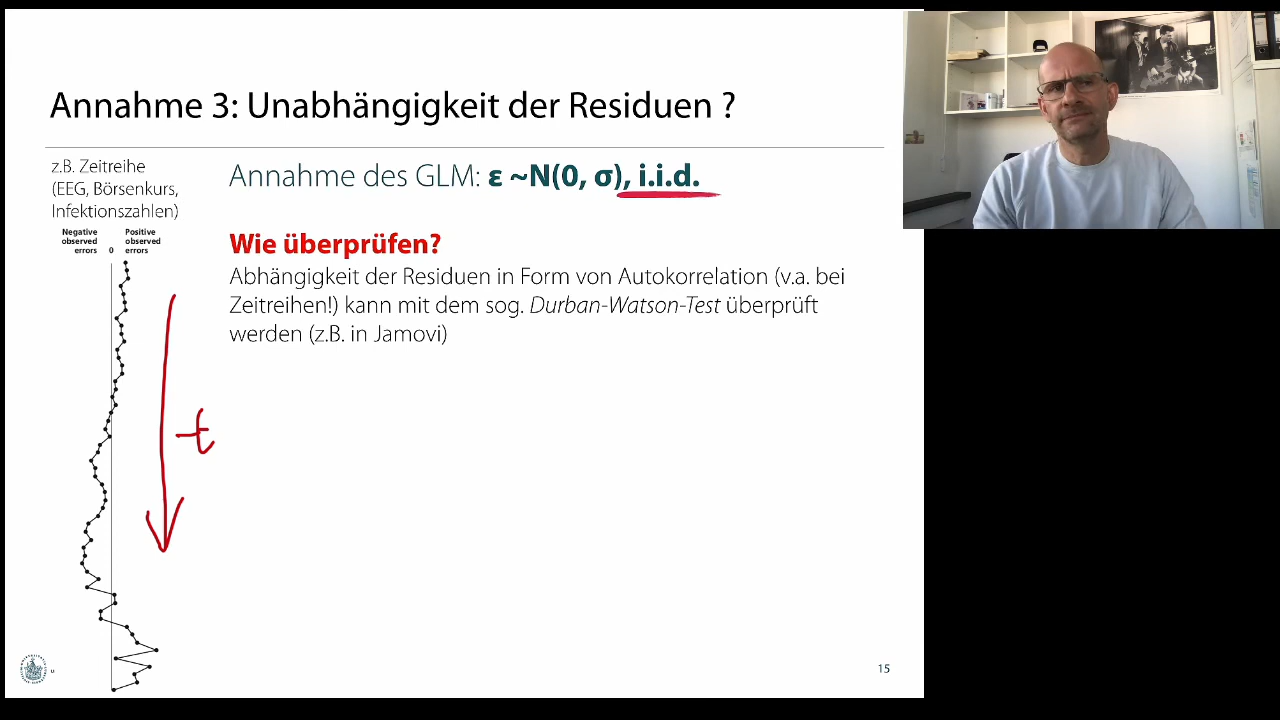 Annahme 3: Unabhängigkeit der Residuen ?
z.B. Zeitreihe
(EEG, Börsenkurs,
Infektionszahlen)
Negative
observed
errors
0
Positive
observed
errors
t
Annahme des GLM: ε ~N(0, σ), i.i.d.
Wie überprüfen?
Abhängigkeit der Residuen in Form von Autokorrelation (v.a. bei
Zeitreihen!) kann mit dem sog. Durban-Watson-Test überprüft
werden (z.B. in Jamovi)
15